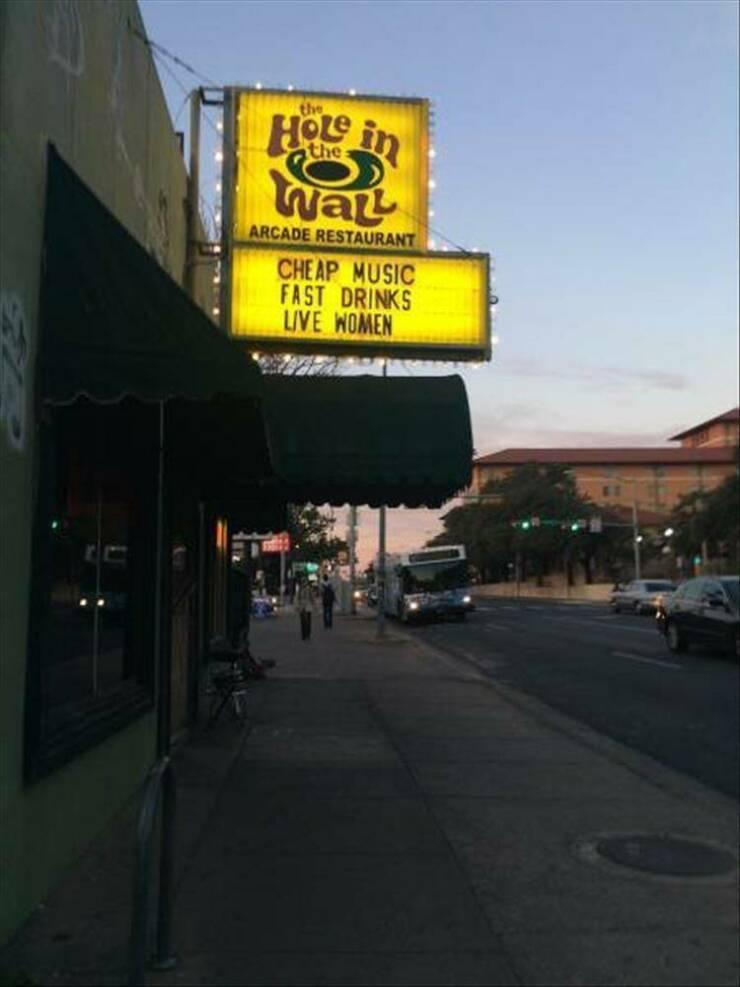 the
Hole in
the
Wall
ARCADE RESTAURANT
CHEAP MUSIC
FAST DRINKS
LIVE WOMEN